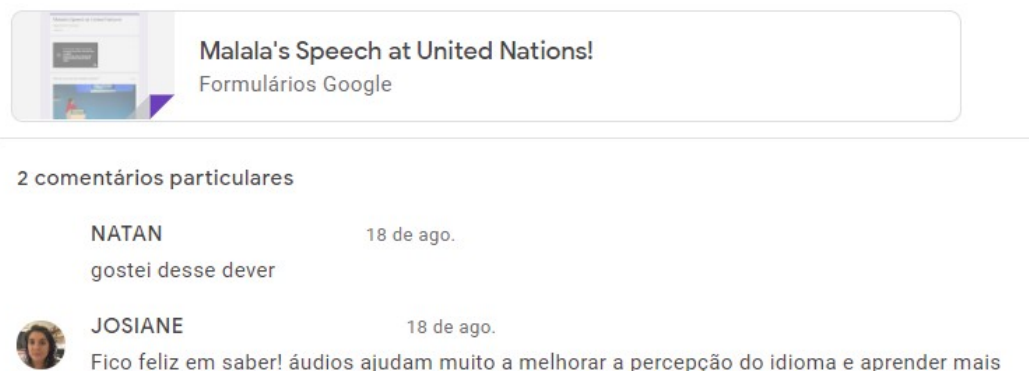 Malala's Speech at United Nations!
Formulários Google
2 comentários particulares
NATAN 18 de ago.
gostei desse dever
JOSIANE 18 de ago.
Fico feliz em saber! áudios ajudam muito a melhorar a percepção do idioma e aprender mais